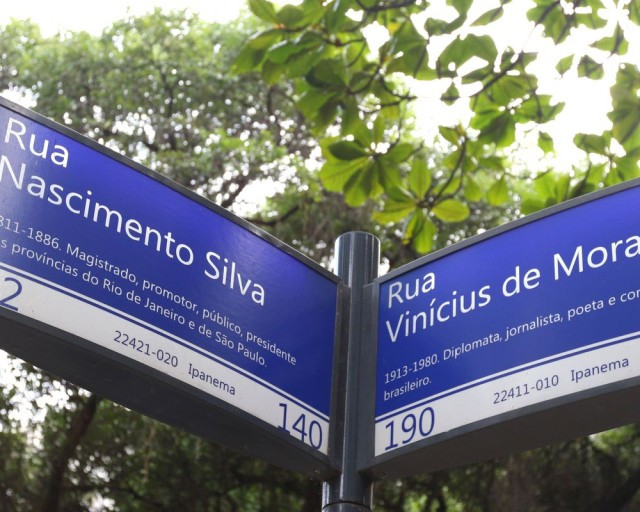 Rua
Nascimento Silva
811-1886. Magistrado, promotor, público, presidente
s províncias do Rio de Janeiro e de São Paulo.
2
22421-020 Ipanema
140
Rua
Vinícius de Mora
1913-1980. Diplomata, jornalista, poeta e co
brasileiro.
22411-010 Ipanema
190